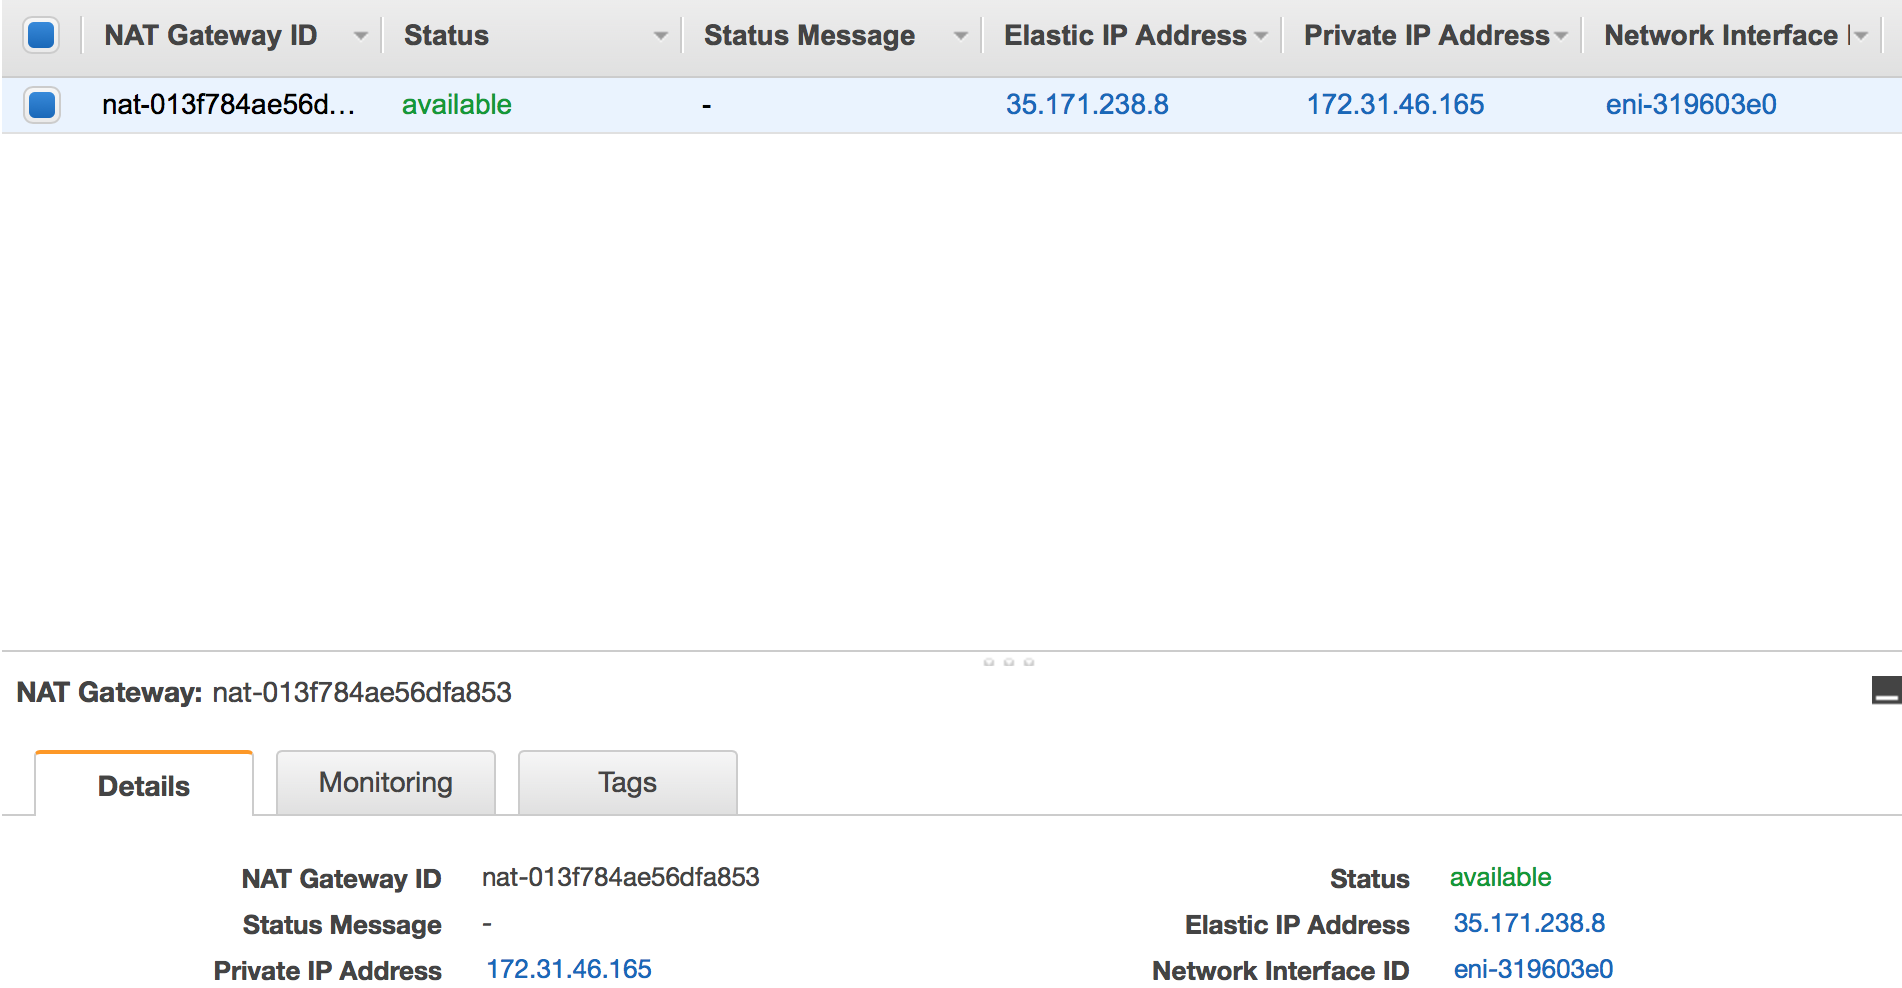 NAT Gateway ID Status Status Message Elastic IP Address Private IP Address Network Interface
nat-013f784ae56d... available - 35.171.238.8 172.31.46.165 eni-319603e0
NAT Gateway: nat-013f784ae56dfa853
Details Monitoring Tags
NAT Gateway ID nat-013f784ae56dfa853 Status available
Status Message - Elastic IP Address 35.171.238.8
Private IP Address 172.31.46.165 Network Interface ID eni-319603e0